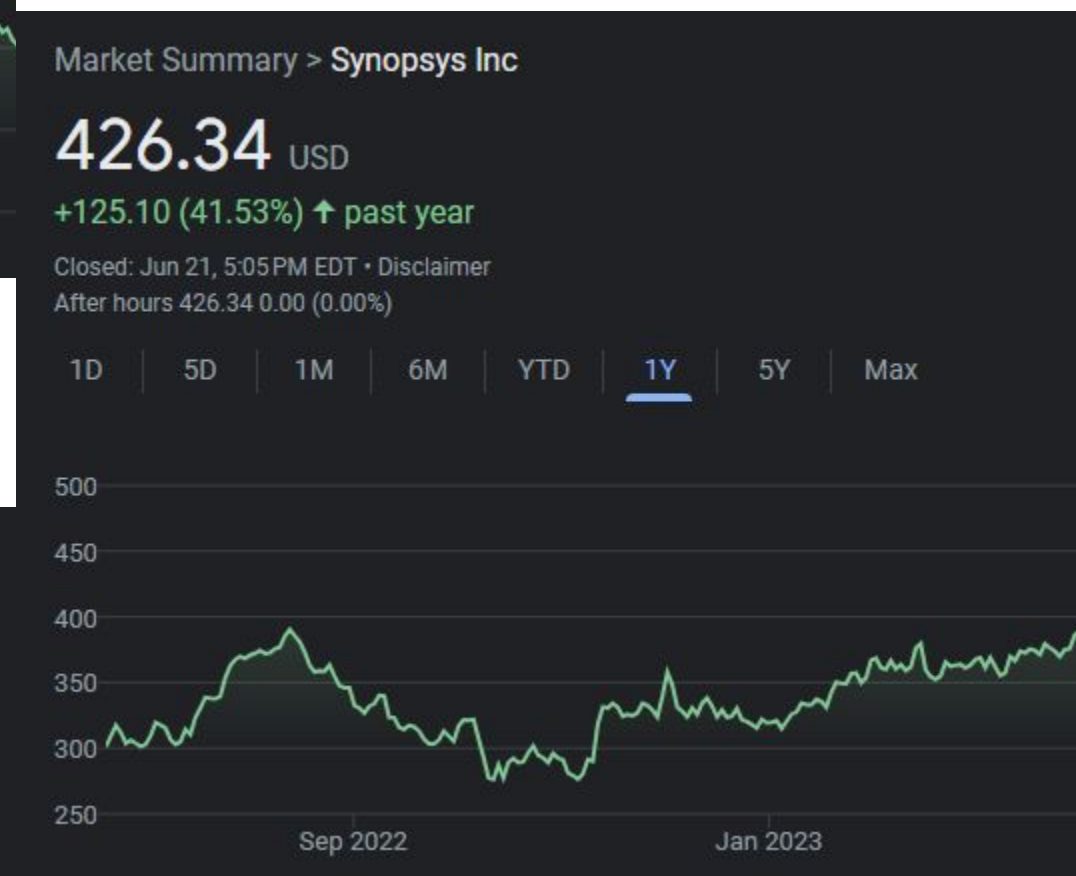 Market Summary > Synopsys Inc
426.34 USD
+125.10 (41.53%) ↑ past year
Closed: Jun 21, 5:05 PM EDT • Disclaimer
After hours 426.34 0.00 (0.00%)
1D 5D 1M 6M YTD 1Y 5Y Max
500
450
400
350
300
250
Sep 2022 Jan 2023